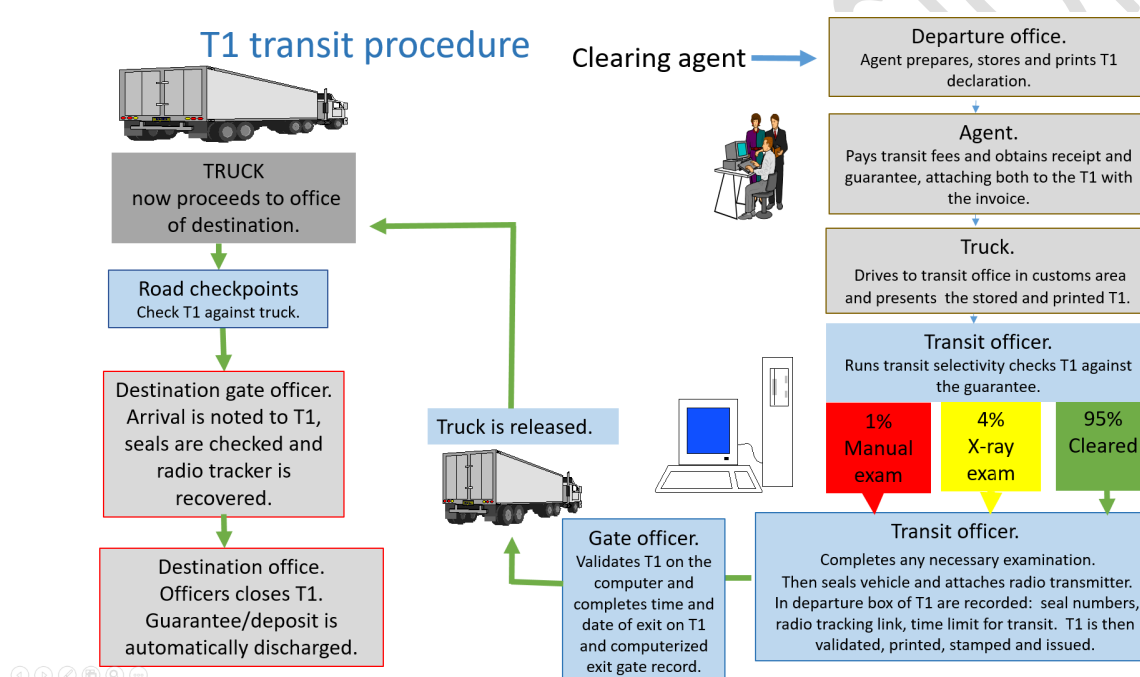 T1 transit procedure
Clearing agent
Departure office.
Agent prepares, stores and prints T1
declaration.
Agent.
Pays transit fees and obtains receipt and
guarantee, attaching both to the T1 with
the invoice.
Truck.
Drives to transit office in customs area
and presents the stored and printed T1.
Transit officer.
Runs transit selectivity checks T1 against
the guarantee.
1%
Manual
exam
4%
X-ray
exam
95%
Cleared
Transit officer.
Completes any necessary examination.
Then seals vehicle and attaches radio transmitter.
In departure box of T1 are recorded: seal numbers,
radio tracking link, time limit for transit. T1 is then
validated, printed, stamped and issued.
Gate officer.
Validates T1 on the
computer and
completes time and
date of exit on T1
and computerized
exit gate record.
Truck is released.
TRUCK
now proceeds to office
of destination.
Road checkpoints
Check T1 against truck.
Destination gate officer.
Arrival is noted to T1,
seals are checked and
radio tracker is
recovered.
Destination office.
Officers closes T1.
Guarantee/deposit is
automatically discharged.